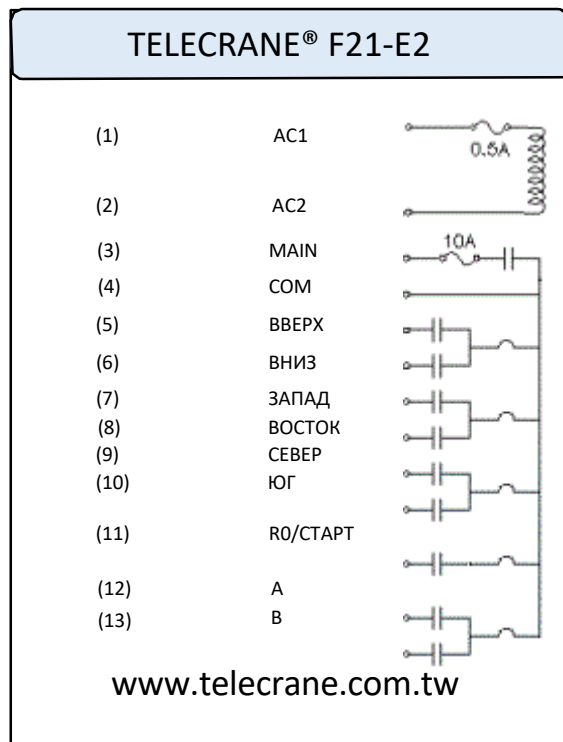 TELECRANE® F21-E2
(1) AC1
0.5A
(2) AC2
(3) MAIN 10A
(4) COM
(5) ВВЕРХ
(6) ВНИЗ
(7) ЗАПАД
(8) ВОСТОК
(9) СЕВЕР
(10) ЮГ
(11) R0/СТАРТ
(12) A
(13) B
www.telecrane.com.tw